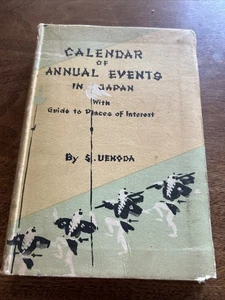 CALENDAR
OF
ANNUAL EVENTS
IN JAPAN
With
Guide to Places of Interest
By S. UENODA